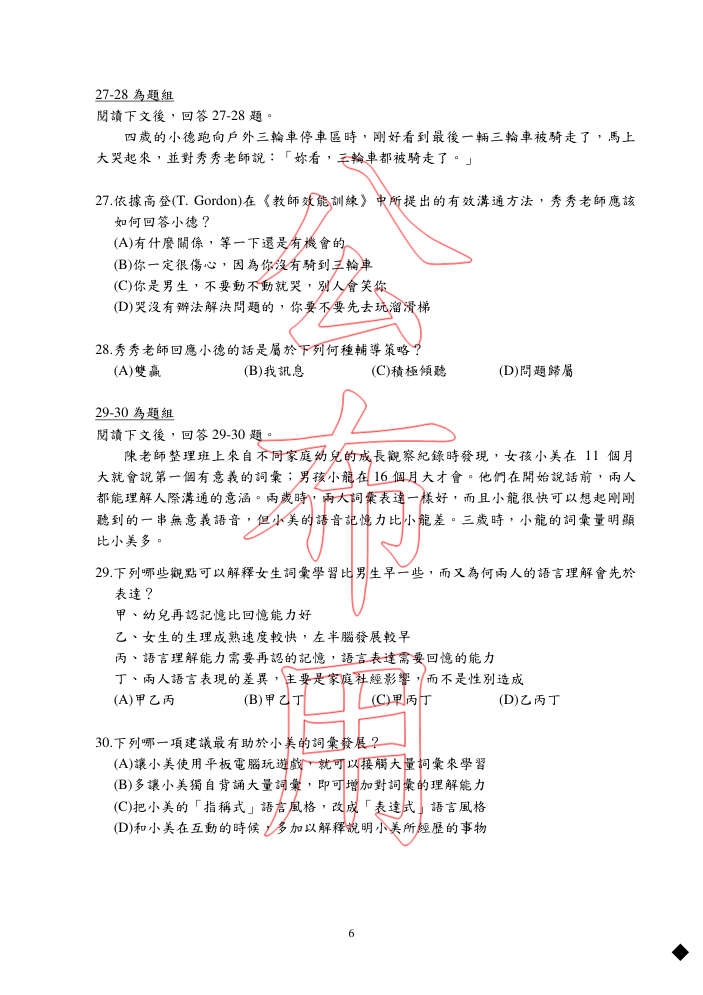 27-28 為題組
閱讀下文後，回答 27-28 題。
四歲的小德跑向戶外三輪車停車區時，剛好看到最後一輛三輪車被騎走了，馬上
大哭起來，並對秀秀老師說：「妳看，三輪車都被騎走了。」
27.依據高登(T. Gordon)在《教師效能訓練》中所提出的有效溝通方法，秀秀老師應該
如何回答小德？
(A)有什麼關係，等一下還是有機會的
(B)你一定很傷心，因為你沒有騎到三輪車
(C)你是男生，不要動不動就哭，別人會笑你
(D)哭沒有辦法解決問題的，你要不要先去玩溜滑梯
28.秀秀老師回應小德的話是屬於下列何種輔導策略？
(A)雙贏 (B)我訊息 (C)積極傾聽 (D)問題歸屬
29-30 為題組
閱讀下文後，回答 29-30 題。
陳老師整理班上來自不同家庭幼兒的成長觀察紀錄時發現，女孩小美在 11 個月
大就會說第一個有意義的詞彙；男孩小龍在 16 個月大才會。他們在開始說話前，兩人
都能理解人際溝通的意涵。兩歲時，兩人詞彙表達一樣好，而且小龍很快可以想起剛剛
聽到的一串無意義語音，但小美的語音記憶力比小龍差。三歲時，小龍的詞彙量明顯
比小美多。
29.下列哪些觀點可以解釋女生詞彙學習比男生早一些，而又為何兩人的語言理解會先於
表達？
甲、幼兒再認記憶比回憶能力好
乙、女生的生理成熟速度較快，左半腦發展較早
丙、語言理解能力需要再認的記憶，語言表達需要回憶的能力
丁、兩人語言表現的差異，主要是家庭社經影響，而不是性別造成
(A)甲乙丙 (B)甲乙丁 (C)甲丙丁 (D)乙丙丁
30.下列哪一項建議最有助於小美的詞彙發展？
(A)讓小美使用平板電腦玩遊戲，就可以接觸大量詞彙來學習
(B)多讓小美獨自背誦大量詞彙，即可增加對詞彙的理解能力
(C)把小美的「指稱式」語言風格，改成「表達式」語言風格
(D)和小美在互動的時候，多加以解釋說明小美所經歷的事物
公布用
6